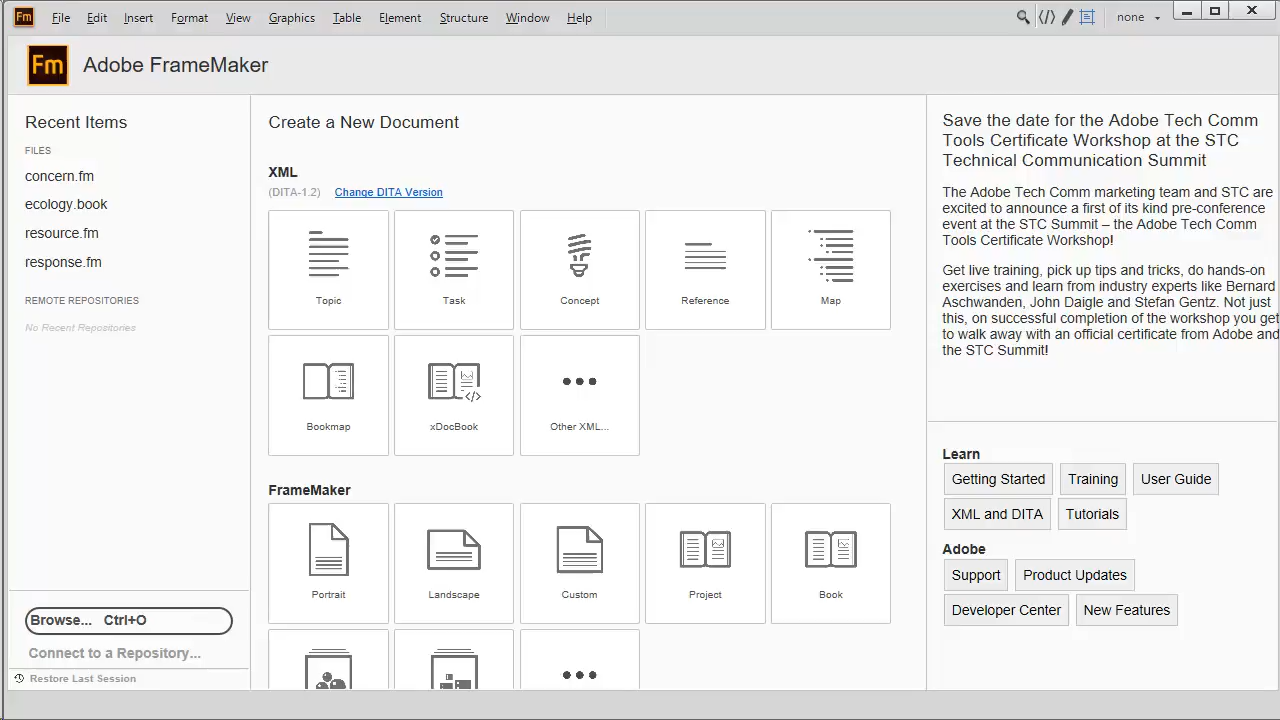 Fm File Edit Insert Format View Graphics Table Element Structure Window Help none
Fm Adobe FrameMaker
Recent Items
FILES
concern.fm
ecology.book
resource.fm
response.fm
REMOTE REPOSITORIES
No Recent Repositories
Browse... Ctrl+O
Connect to a Repository...
Restore Last Session
Create a New Document
XML
(DITA-1.2) Change DITA Version
Topic Task Concept Reference Map
Bookmap xDocBook Other XML...
FrameMaker
Portrait Landscape Custom Project Book
Save the date for the Adobe Tech Comm
Tools Certificate Workshop at the STC
Technical Communication Summit
The Adobe Tech Comm marketing team and STC are
excited to announce a first of its kind pre-conference
event at the STC Summit – the Adobe Tech Comm
Tools Certificate Workshop!
Get live training, pick up tips and tricks, do hands-on
exercises and learn from industry experts like Bernard
Aschwanden, John Daigle and Stefan Gentz. Not just
this, on successful completion of the workshop you get
to walk away with an official certificate from Adobe and
the STC Summit!
Learn
Getting Started Training User Guide
XML and DITA Tutorials
Adobe
Support Product Updates
Developer Center New Features